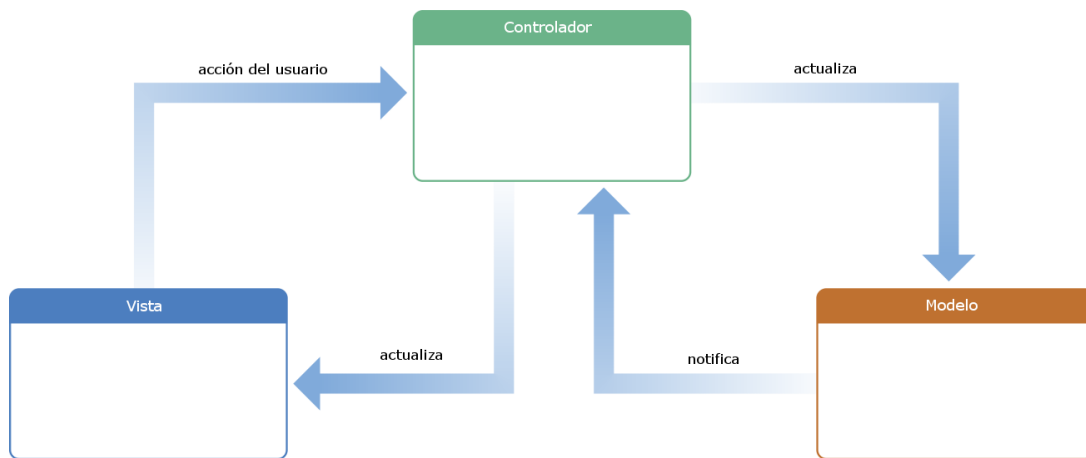 Controlador
acción del usuario
actualiza
Vista
Modelo
actualiza
notifica